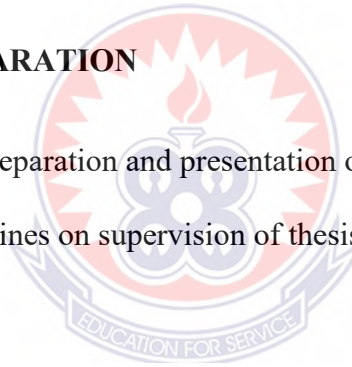 ARATION
eparation and presentation o
ines on supervision of thesis
EDUCATION FOR SERVICE